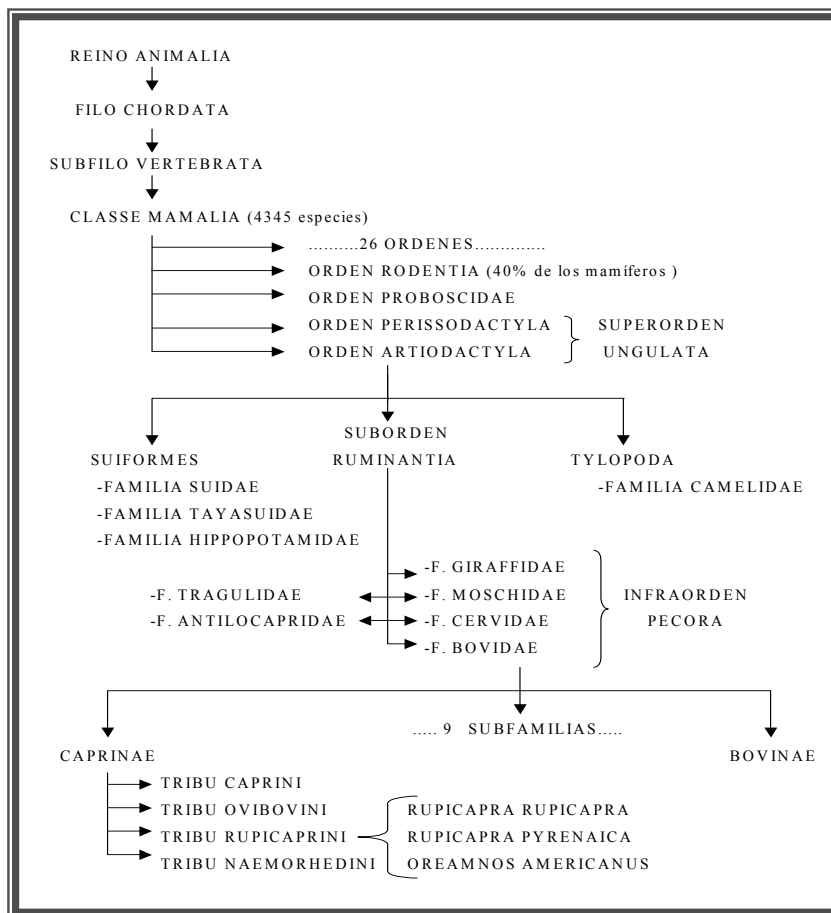 REINO ANIMALIA
FILO CHORDATA
SUBFILO VERTEBRATA
CLASSE MAMALIA (4345 especies)
..........26 ORDENES..............
ORDEN RODENTIA (40% de los mamíferos )
ORDEN PROBOSCIDAE
ORDEN PERISSODACTYLA
ORDEN ARTIODACTYLA
SUPERORDEN
UNGULATA
SUIFORMES
-FAMILIA SUIDAE
-FAMILIA TAYASUIDAE
-FAMILIA HIPPOPOTAMIDAE
SUBORDEN
RUMINANTIA
TYLOPODA
-FAMILIA CAMELIDAE
-F. TRAGULIDAE
-F. ANTILOCAPRIDAE
-F. GIRAFFIDAE
-F. MOSCHIDAE
-F. CERVIDAE
-F. BOVIDAE
INFRAORDEN
PECORA
CAPRINAE
..... 9 SUBFAMILIAS.....
BOVINAE
TRIBU CAPRINI
TRIBU OVIBOVINI
TRIBU RUPICAPRINI
TRIBU NAEMORHEDINI
RUPICAPRA RUPICAPRA
RUPICAPRA PYRENAICA
OREAMNOS AMERICANUS